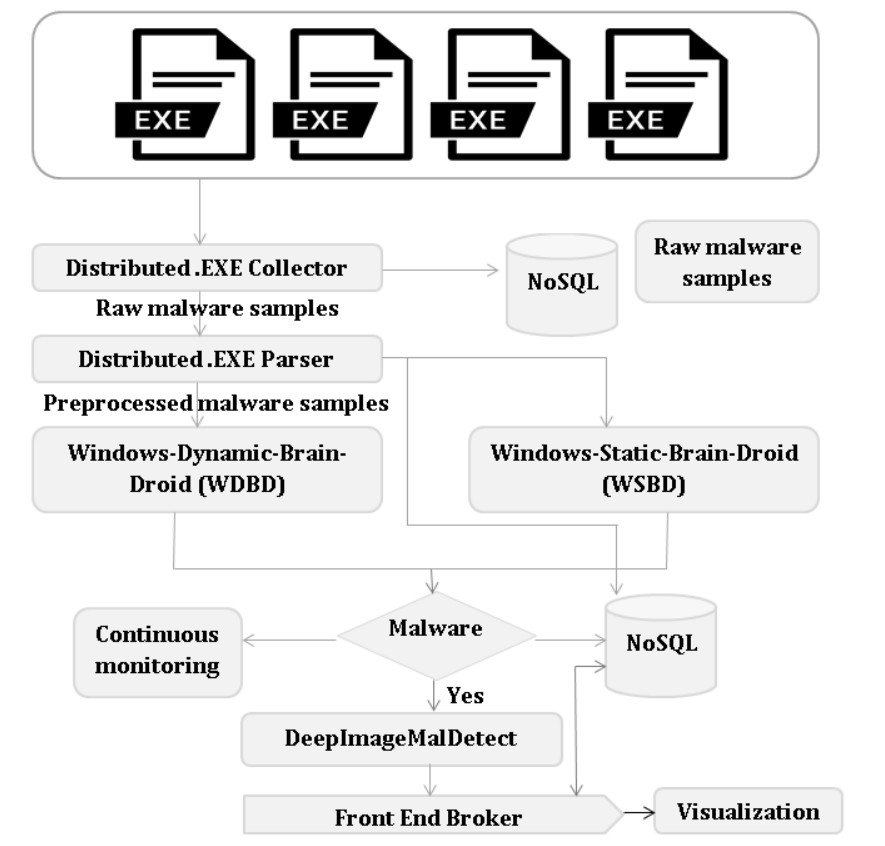 EXE EXE EXE EXE
Distributed .EXE Collector
NoSQL
Raw malware
samples
Raw malware samples
Distributed .EXE Parser
Preprocessed malware samples
Windows-Dynamic-Brain-
Droid (WDBD)
Windows-Static-Brain-Droid
(WSBD)
Malware
Continuous
monitoring
NoSQL
Yes
DeepImageMalDetect
Front End Broker
Visualization